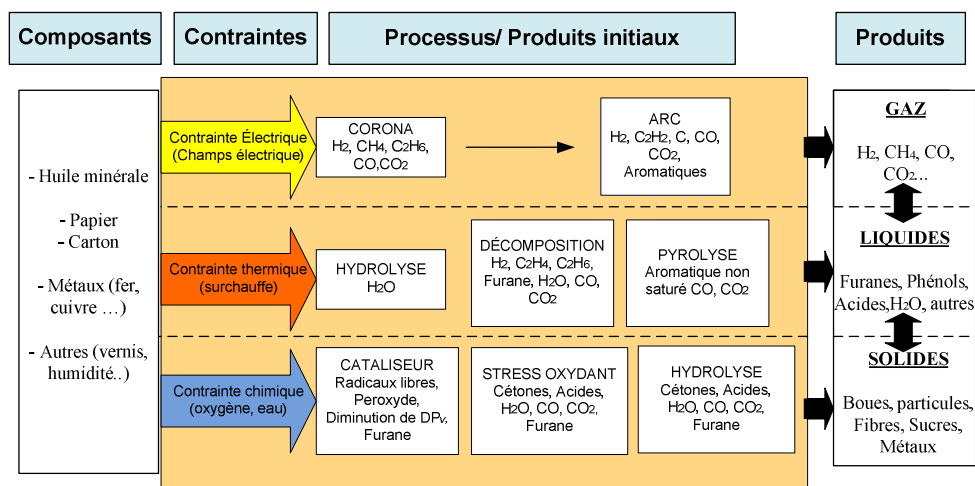 Composants
Contraintes
Processus/ Produits initiaux
Produits
- Huile minérale
- Papier
- Carton
- Métaux (fer,
cuivre ...)
- Autres (vernis,
humidité..)
Contrainte Électrique
(Champs électrique)
CORONA
H2, CH4, C2H6,
CO,CO2
ARC
H2, C2H2, C, CO,
CO2,
Aromatiques
Contrainte thermique
(surchauffe)
HYDROLYSE
H2O
DÉCOMPOSITION
H2, C2H4, C2H6,
Furane, H2O, CO,
CO2
PYROLYSE
Aromatique non
saturé CO, CO2
Contrainte chimique
(oxygène, eau)
CATALISEUR
Radicaux libres,
Peroxyde,
Diminution de DPv,
Furane
STRESS OXYDANT
Cétones, Acides,
H2O, CO, CO2,
Furane
HYDROLYSE
Cétones, Acides,
H2O, CO, CO2,
Furane
GAZ
H2, CH4, CO,
CO2...
LIQUIDES
Furanes, Phénols,
Acides,H2O, autres
SOLIDES
Boues, particules,
Fibres, Sucres,
Métaux